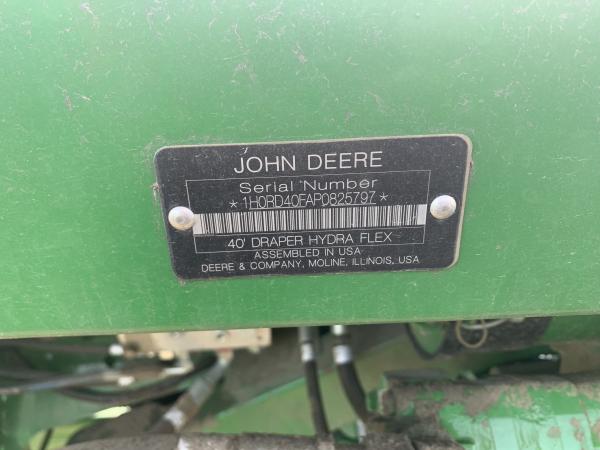 JOHN DEERE
Serial Number
*1H0RD40FAP0825797*
40' DRAPER HYDRA FLEX
ASSEMBLED IN USA
DEERE & COMPANY, MOLINE, ILLINOIS, USA